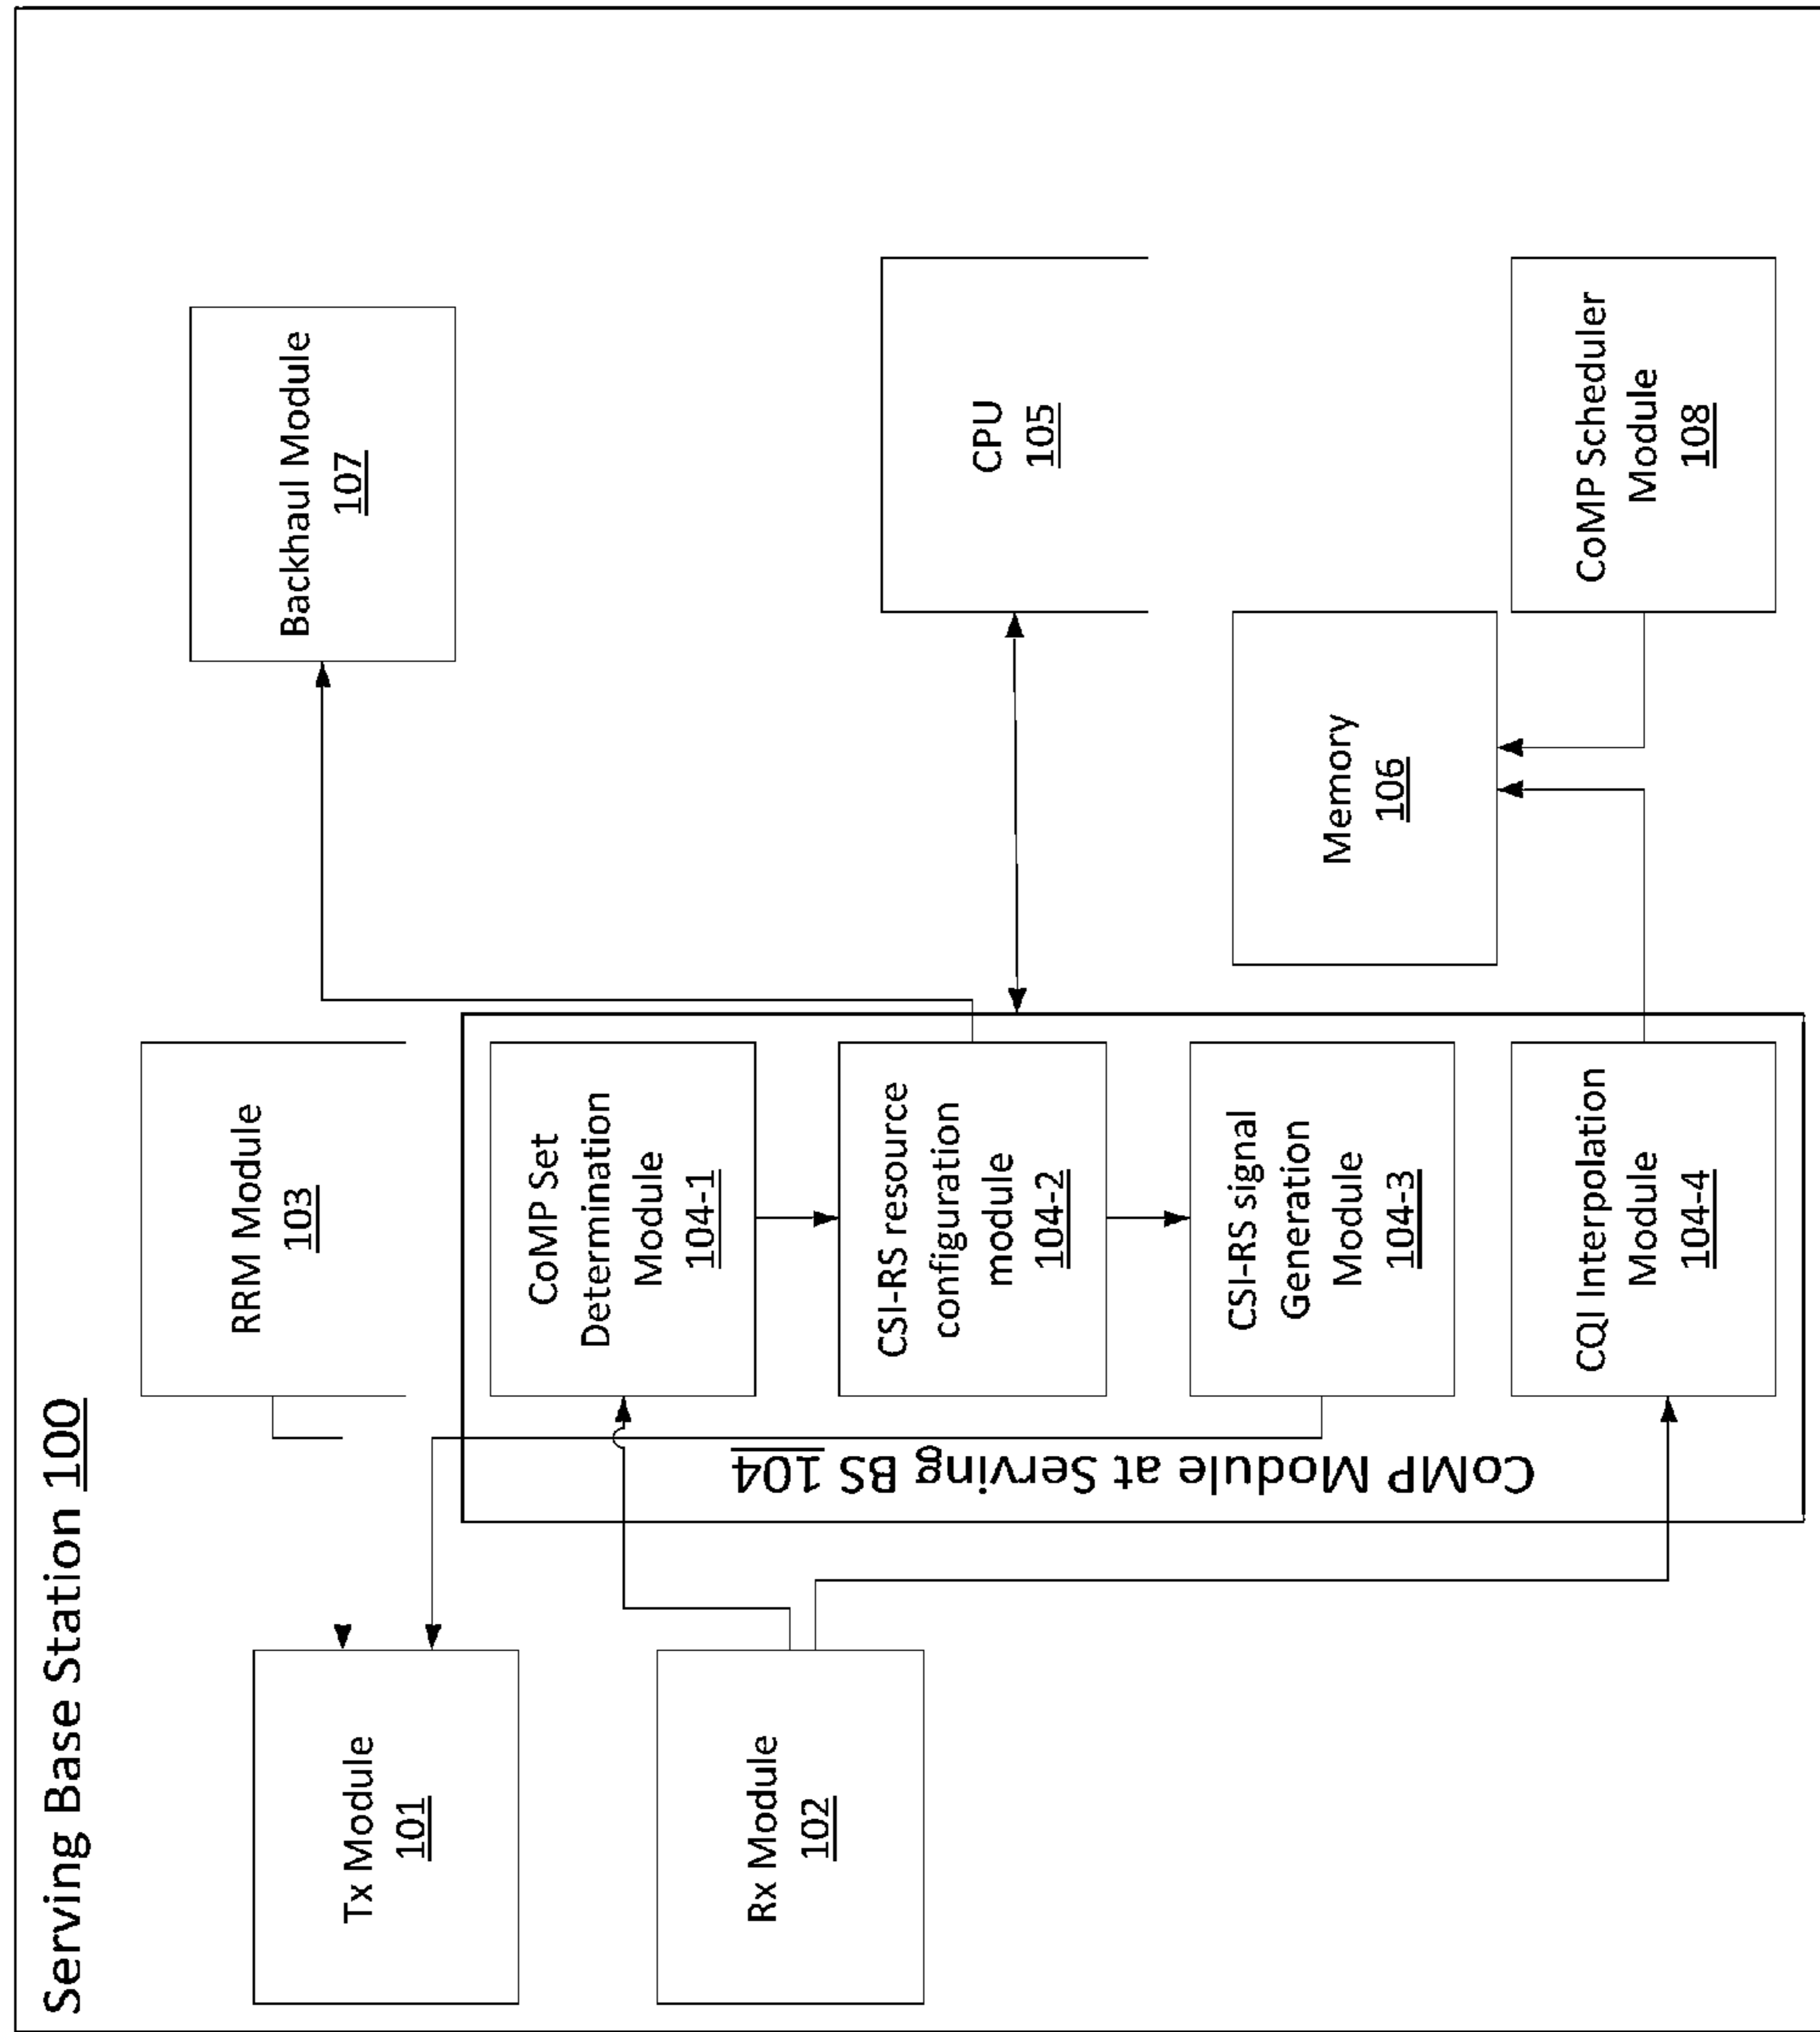 Serving Base Station 100
Tx Module
101
Rx Module
102
RRM Module
103
CoMP Module at Serving BS 104
CoMP Set
Determination
Module
104-1
CSI-RS resource
configuration
module
104-2
CSI-RS signal
Generation
Module
104-3
CQI Interpolation
Module
104-4
Backhaul Module
107
CPU
105
Memory
106
CoMP Scheduler
Module
108